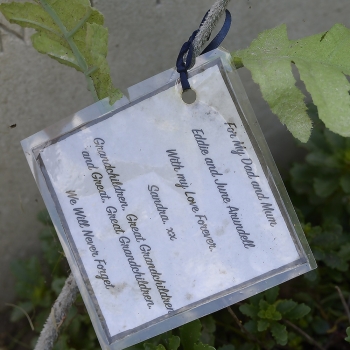 For My Dad and Mum
Eddie and June Arundell
With my Love Forever.
Sandra. xx
Grandchildren, Great Grandchildren
and Great, Great Grandchildren.
We Will Never Forget